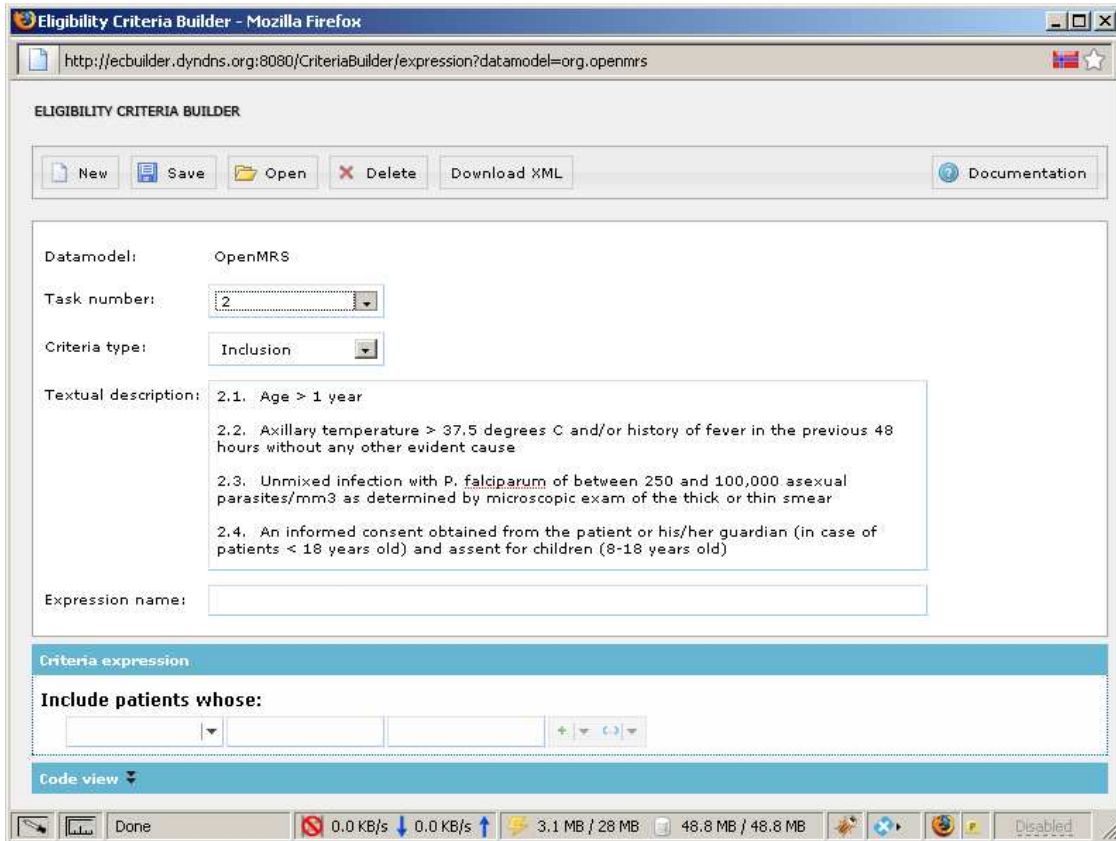 Eligibility Criteria Builder - Mozilla Firefox
http://ecbuilder.dyndns.org:8080/CriteriaBuilder/expression?datamodel=org.openmrs
ELIGIBILITY CRITERIA BUILDER
New Save Open Delete Download XML Documentation
Datamodel: OpenMRS
Task number: 2
Criteria type: Inclusion
Textual description: 2.1. Age > 1 year
2.2. Axillary temperature > 37.5 degrees C and/or history of fever in the previous 48
hours without any other evident cause
2.3. Unmixed infection with P. falciparum of between 250 and 100,000 asexual
parasites/mm3 as determined by microscopic exam of the thick or thin smear
2.4. An informed consent obtained from the patient or his/her guardian (in case of
patients < 18 years old) and assent for children (8-18 years old)
Expression name:
Criteria expression
Include patients whose:
Code view
Done 0.0 KB/s 0.0 KB/s 3.1 MB / 28 MB 48.8 MB / 48.8 MB Disabled